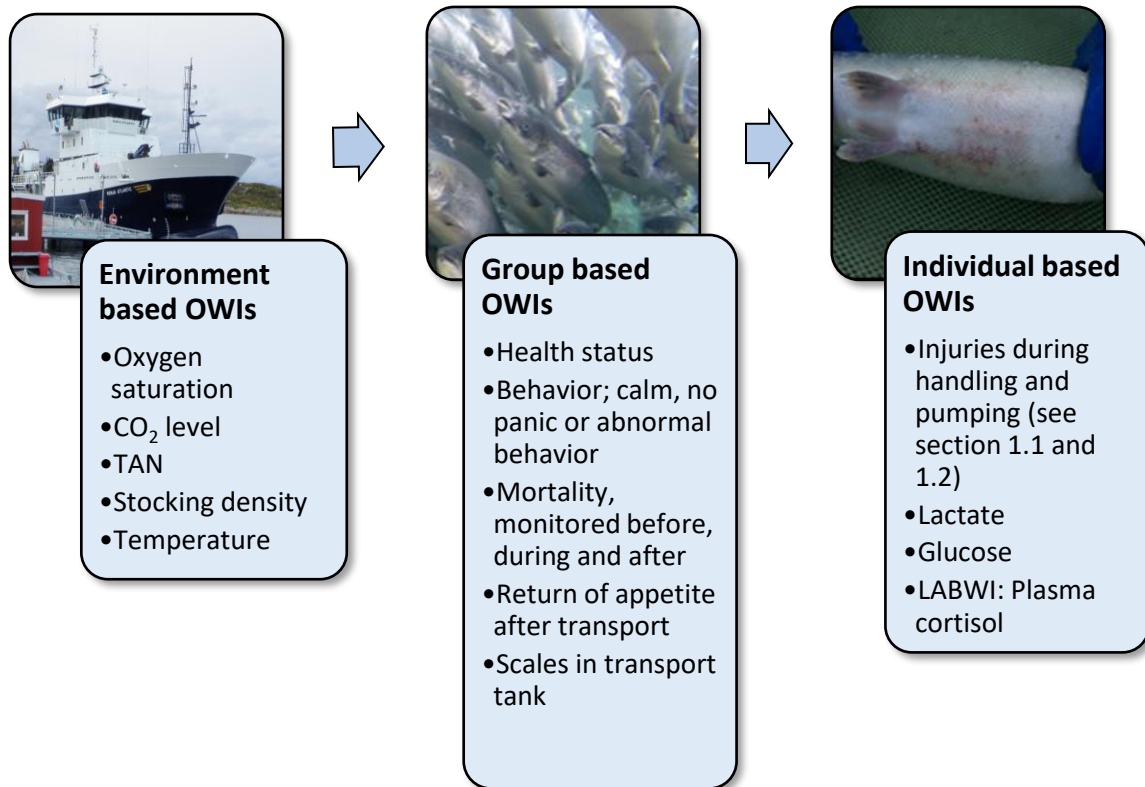 Environment
based OWIs
•Oxygen
saturation
•CO₂ level
•TAN
•Stocking density
•Temperature
Group based
OWIs
•Health status
•Behavior; calm, no
panic or abnormal
behavior
•Mortality,
monitored before,
during and after
•Return of appetite
after transport
•Scales in transport
tank
Individual based
OWIs
•Injuries during
handling and
pumping (see
section 1.1 and
1.2)
•Lactate
•Glucose
•LABWI: Plasma
cortisol